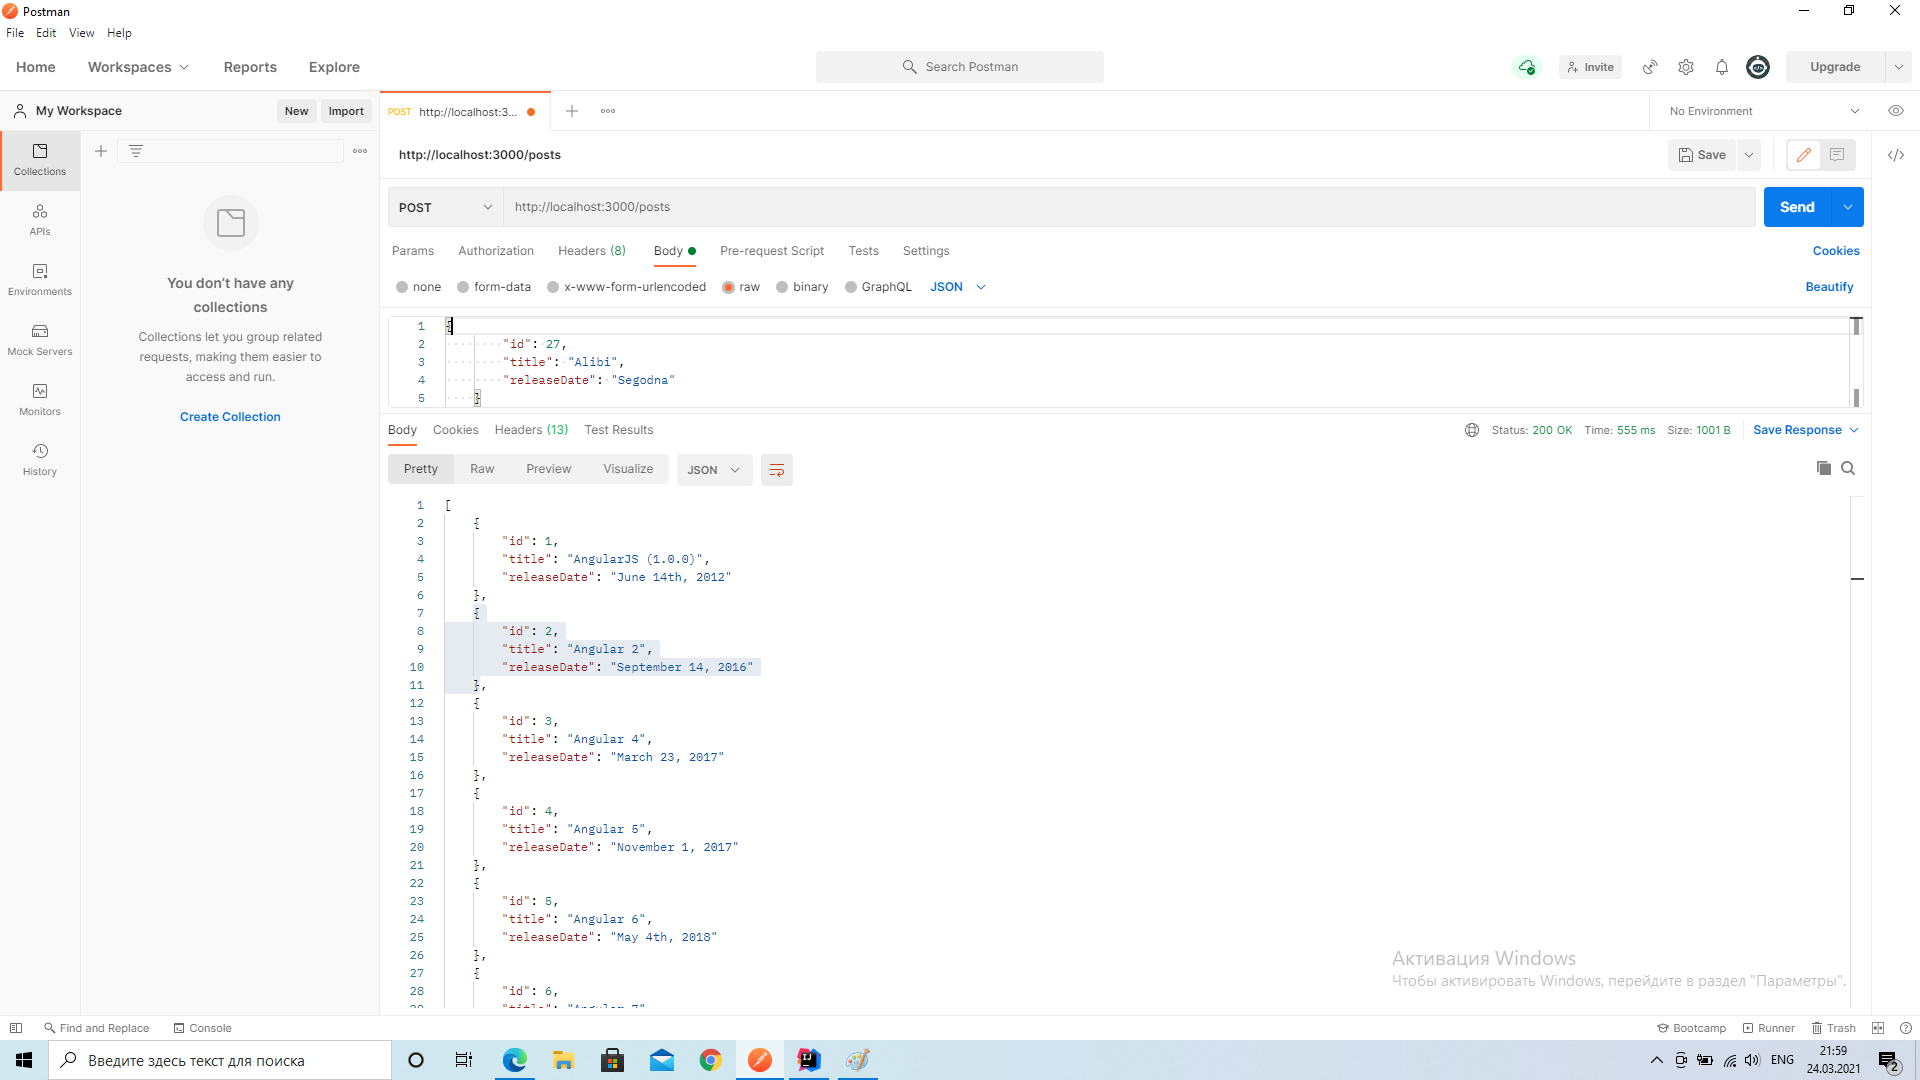 Postman
File Edit View Help
Home Workspaces Reports Explore Search Postman Invite Upgrade
My Workspace New Import POST http://localhost:3... No Environment
Collections
http://localhost:3000/posts Save
APIs
POST http://localhost:3000/posts Send
Environments
Params Authorization Headers (8) Body Pre-request Script Tests Settings Cookies
none form-data x-www-form-urlencoded raw binary GraphQL JSON Beautify
Mock Servers
Monitors
History
You don't have any
collections
Collections let you group related
requests, making them easier to
access and run.
Create Collection
1 {
2 "id": 27,
3 "title": "Alibi",
4 "releaseDate": "Segodna"
5 }
Body Cookies Headers (13) Test Results Status: 200 OK Time: 555 ms Size: 1001 B Save Response
Pretty Raw Preview Visualize JSON
1 [
2 {
3 "id": 1,
4 "title": "AngularJS (1.0.0)",
5 "releaseDate": "June 14th, 2012"
6 },
7 {
8 "id": 2,
9 "title": "Angular 2",
10 "releaseDate": "September 14, 2016"
11 },
12 {
13 "id": 3,
14 "title": "Angular 4",
15 "releaseDate": "March 23, 2017"
16 },
17 {
18 "id": 4,
19 "title": "Angular 5",
20 "releaseDate": "November 1, 2017"
21 },
22 {
23 "id": 5,
24 "title": "Angular 6",
25 "releaseDate": "May 4th, 2018"
26 },
27 {
28 "id": 6,
Активация Windows
Чтобы активировать Windows, перейдите в раздел "Параметры".
Find and Replace Console Bootcamp Runner Trash
Введите здесь текст для поиска ENG 21:59
24.03.2021 2